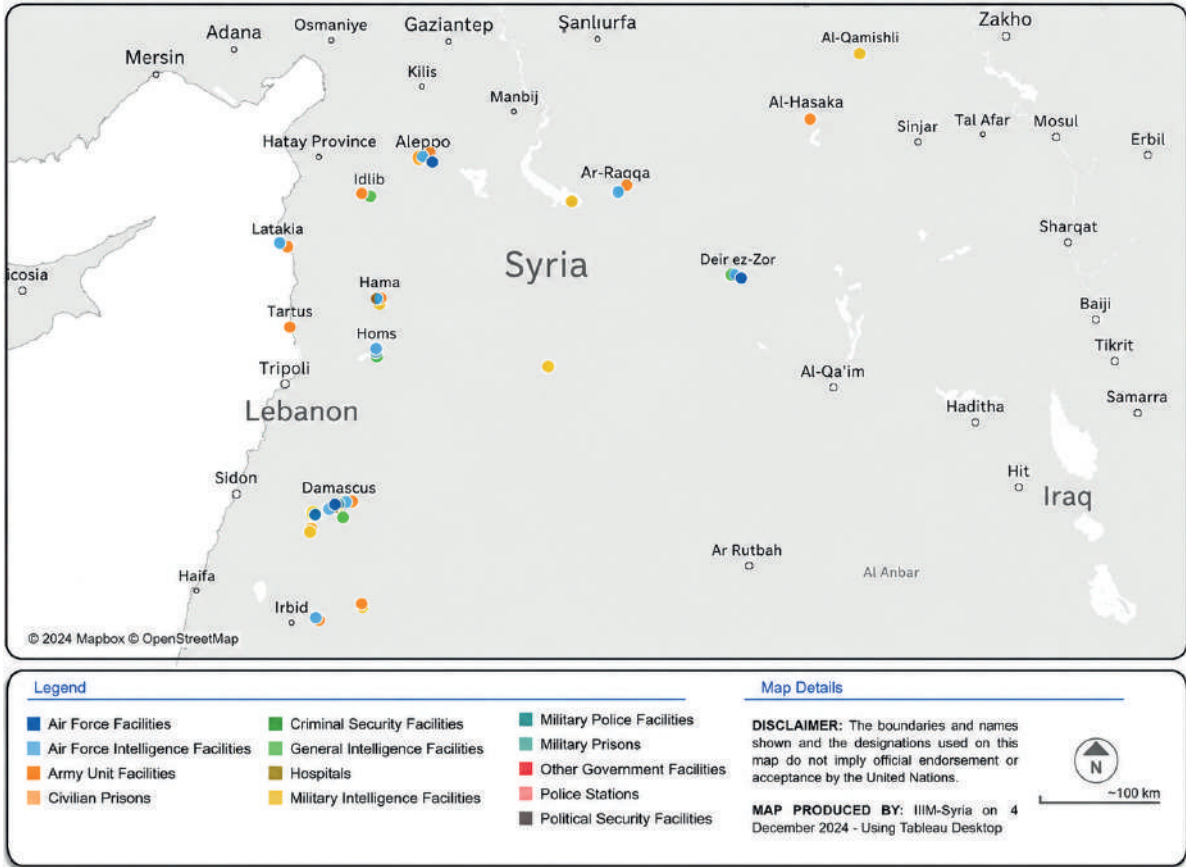 Adana
Osmaniye
Gaziantep
Şanlıurfa
Zakho
Mersin
Al-Qamishli
Kilis
Manbij
Al-Hasaka
Sinjar
Tal Afar
Mosul
Erbil
Hatay Province
Aleppo
Idlib
Ar-Raqqa
Latakia
Sharqat
Syria
Deir ez-Zor
icosia
Hama
Tartus
Baiji
Homs
Tikrit
Tripoli
Al-Qa'im
Samarra
Lebanon
Haditha
Sidon
Damascus
Hit
Iraq
Ar Rutbah
Al Anbar
Haifa
Irbid
© 2024 Mapbox © OpenStreetMap
Legend
Air Force Facilities
Air Force Intelligence Facilities
Army Unit Facilities
Civilian Prisons
Criminal Security Facilities
General Intelligence Facilities
Hospitals
Military Intelligence Facilities
Military Police Facilities
Military Prisons
Other Government Facilities
Police Stations
Political Security Facilities
Map Details
DISCLAIMER: The boundaries and names
shown and the designations used on this
map do not imply official endorsement or
acceptance by the United Nations.
MAP PRODUCED BY: IIIM-Syria on 4
December 2024 - Using Tableau Desktop
N
~100 km